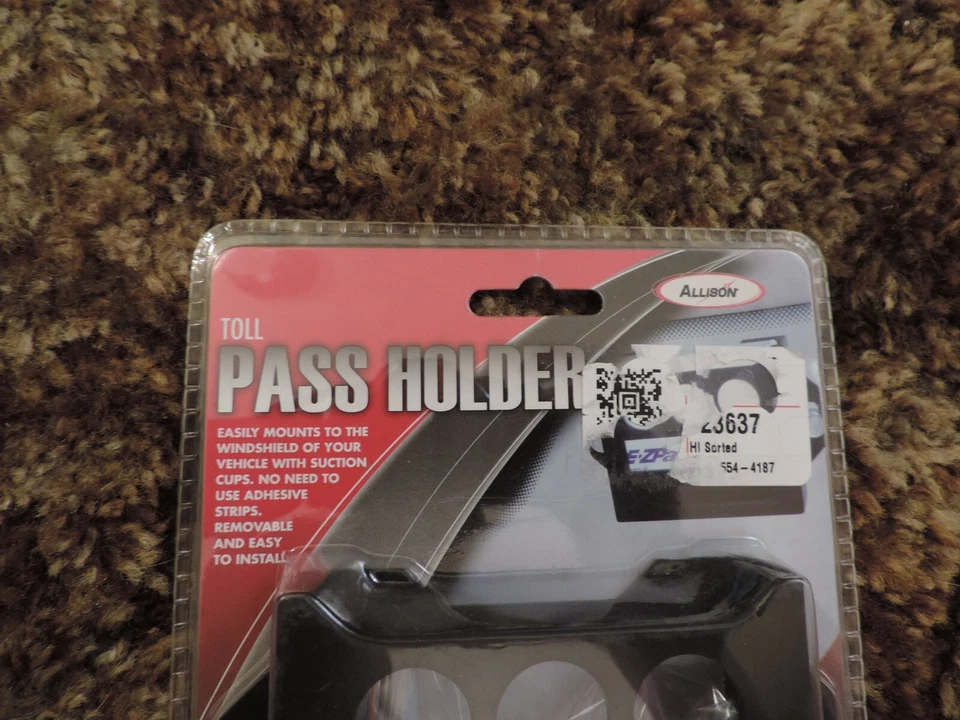 ALLISON
TOLL
PASS HOLDER
EASILY MOUNTS TO THE
WINDSHIELD OF YOUR
VEHICLE WITH SUCTION
CUPS. NO NEED TO
USE ADHESIVE
STRIPS.
REMOVABLE
AND EASY
TO INSTALL
23637
HI Sorted
554-4187